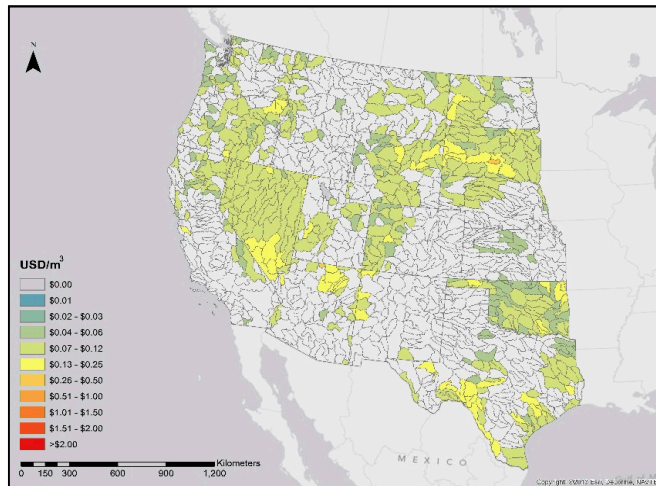 N
USD/m3
$0.00
$0.01
$0.02 - $0.03
$0.04 - $0.06
$0.07 - $0.12
$0.13 - $0.25
$0.26 - $0.50
$0.51 - $1.00
$1.01 - $1.50
$1.51 - $2.00
>$2.00
Kilometers
0 150 300 600 900 1,200
MEXICO